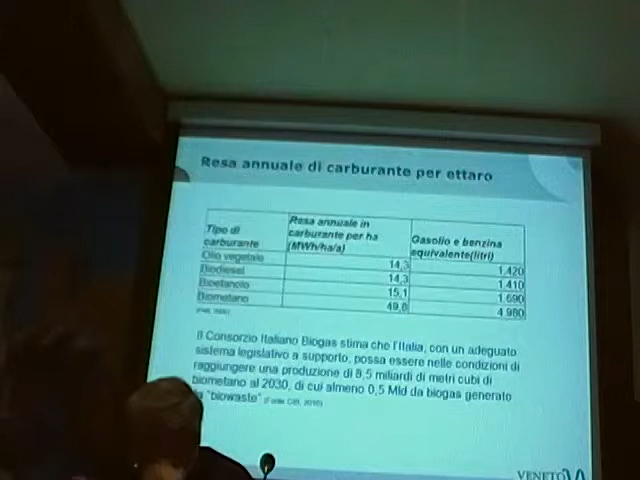 Resa annuale di carburante per ettaro
Tipo di carburante Resa annuale in carburante per ha (MWh/ha/a) Gasolio e benzina equivalente(litri)
Olio vegetale 14,3 1.420
Biodiesel 14,3 1.410
Bioetanolo 15,1 1.690
Biometano 49,8 4.980
Il Consorzio Italiano Biogas stima che l'Italia, con un adeguato
sistema legislativo a supporto, possa essere nelle condizioni di
raggiungere una produzione di 8,5 miliardi di metri cubi di
biometano al 2030, di cui almeno 0,5 Mld da biogas generato
"biowaste" (Fonte CIB, 2016)
VENETO